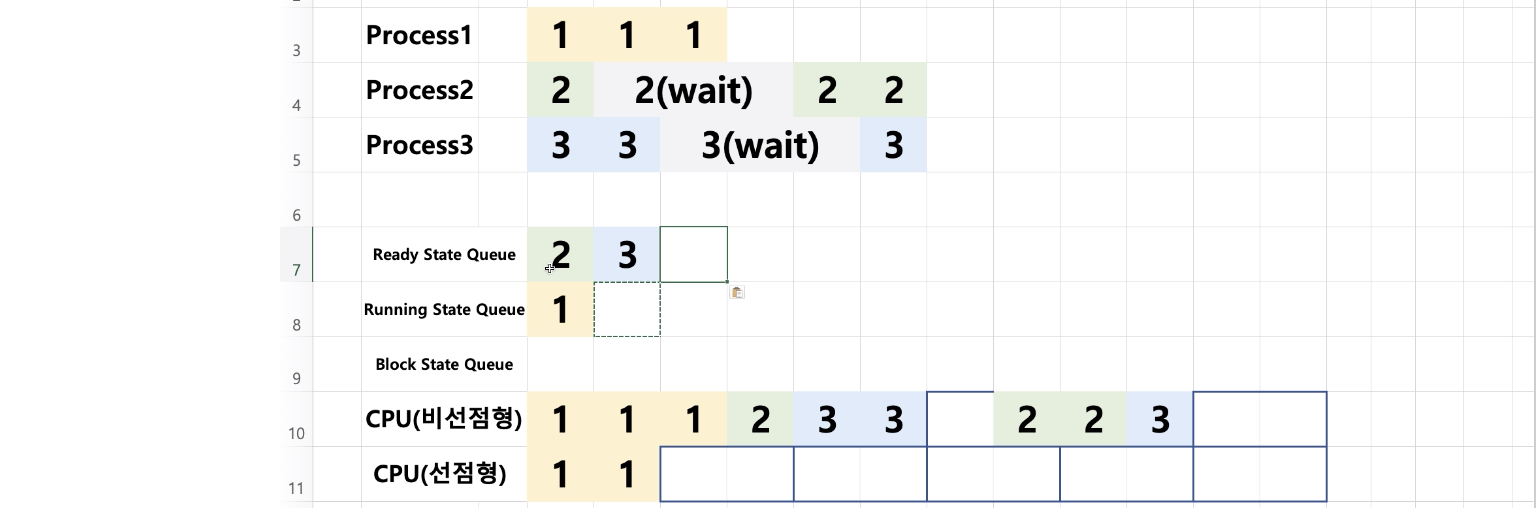 3 Process1 1 1 1
4 Process2 2 2(wait) 2 2
5 Process3 3 3 3(wait) 3
6
7 Ready State Queue 2 3
8 Running State Queue 1
9 Block State Queue
10 CPU(비선점형) 1 1 1 2 3 3 2 2 3
11 CPU(선점형) 1 1